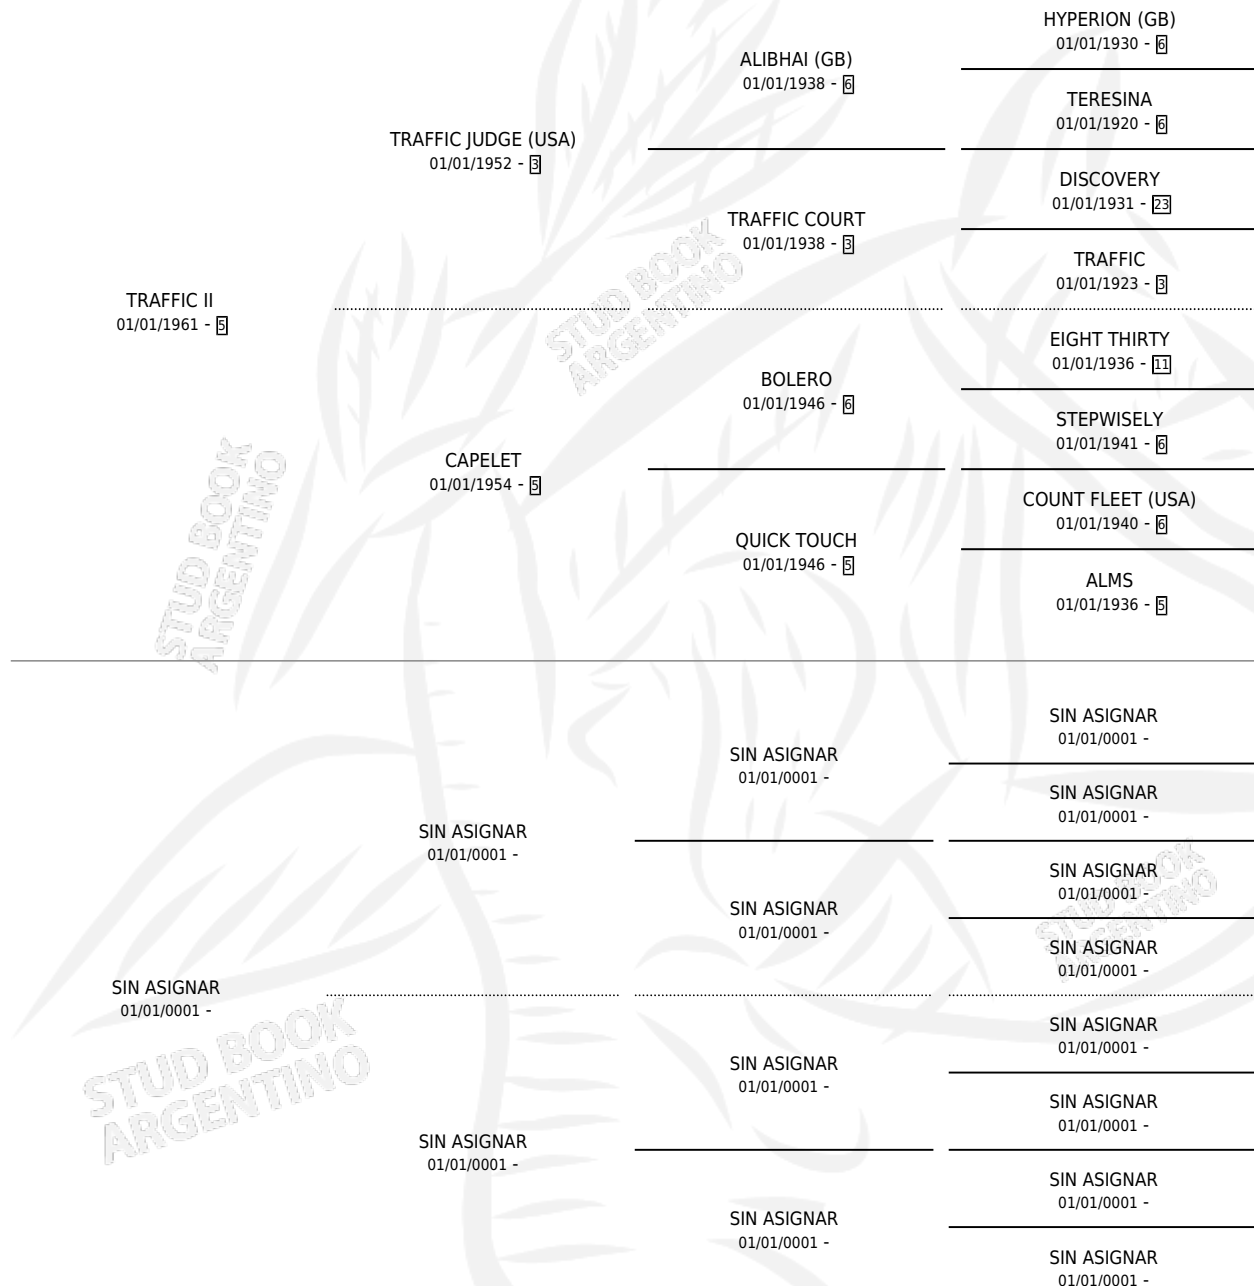 HYPERION (GB)
01/01/1930 - 6
ALIBHAI (GB)
01/01/1938 - 6
TERESINA
01/01/1920 - 6
TRAFFIC JUDGE (USA)
01/01/1952 - 3
DISCOVERY
01/01/1931 - 23
TRAFFIC COURT
01/01/1938 - 3
TRAFFIC
01/01/1923 - 3
TRAFFIC II
01/01/1961 - 5
EIGHT THIRTY
01/01/1936 - 11
BOLERO
01/01/1946 - 6
STEPWISELY
01/01/1941 - 6
CAPELET
01/01/1954 - 5
COUNT FLEET (USA)
01/01/1940 - 6
QUICK TOUCH
01/01/1946 - 5
ALMS
01/01/1936 - 5
STUD BOOK
ARGENTINO
STUD BOOK
ARGENTINO
SIN ASIGNAR
01/01/0001 -
SIN ASIGNAR
01/01/0001 -
SIN ASIGNAR
01/01/0001 -
SIN ASIGNAR
01/01/0001 -
SIN ASIGNAR
01/01/0001 -
SIN ASIGNAR
01/01/0001 -
SIN ASIGNAR
01/01/0001 -
SIN ASIGNAR
01/01/0001 -
SIN ASIGNAR
01/01/0001 -
SIN ASIGNAR
01/01/0001 -
SIN ASIGNAR
01/01/0001 -
SIN ASIGNAR
01/01/0001 -
SIN ASIGNAR
01/01/0001 -
SIN ASIGNAR
01/01/0001 -
SIN ASIGNAR
01/01/0001 -
STUD BOOK
ARGENTINO
STUD BOOK
ARGENTINO